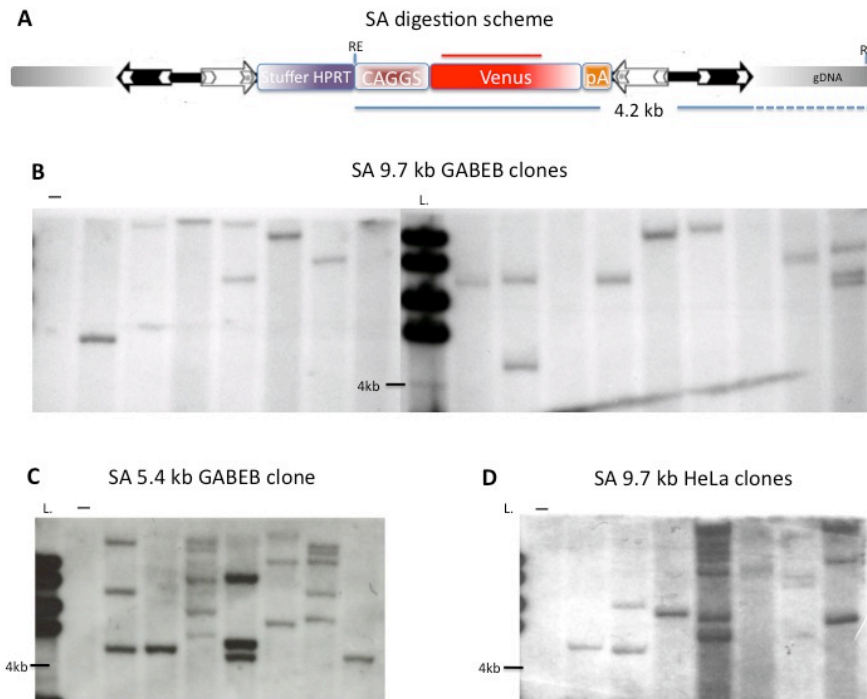 A
SA digestion scheme
RE
R
Stuffer HPRT
CAGGS
Venus
pA
gDNA
4.2 kb
B
SA 9.7 kb GABEB clones
–
L.
4kb
C
SA 5.4 kb GABEB clone
L.
–
4kb
D
SA 9.7 kb HeLa clones
L.
–
4kb